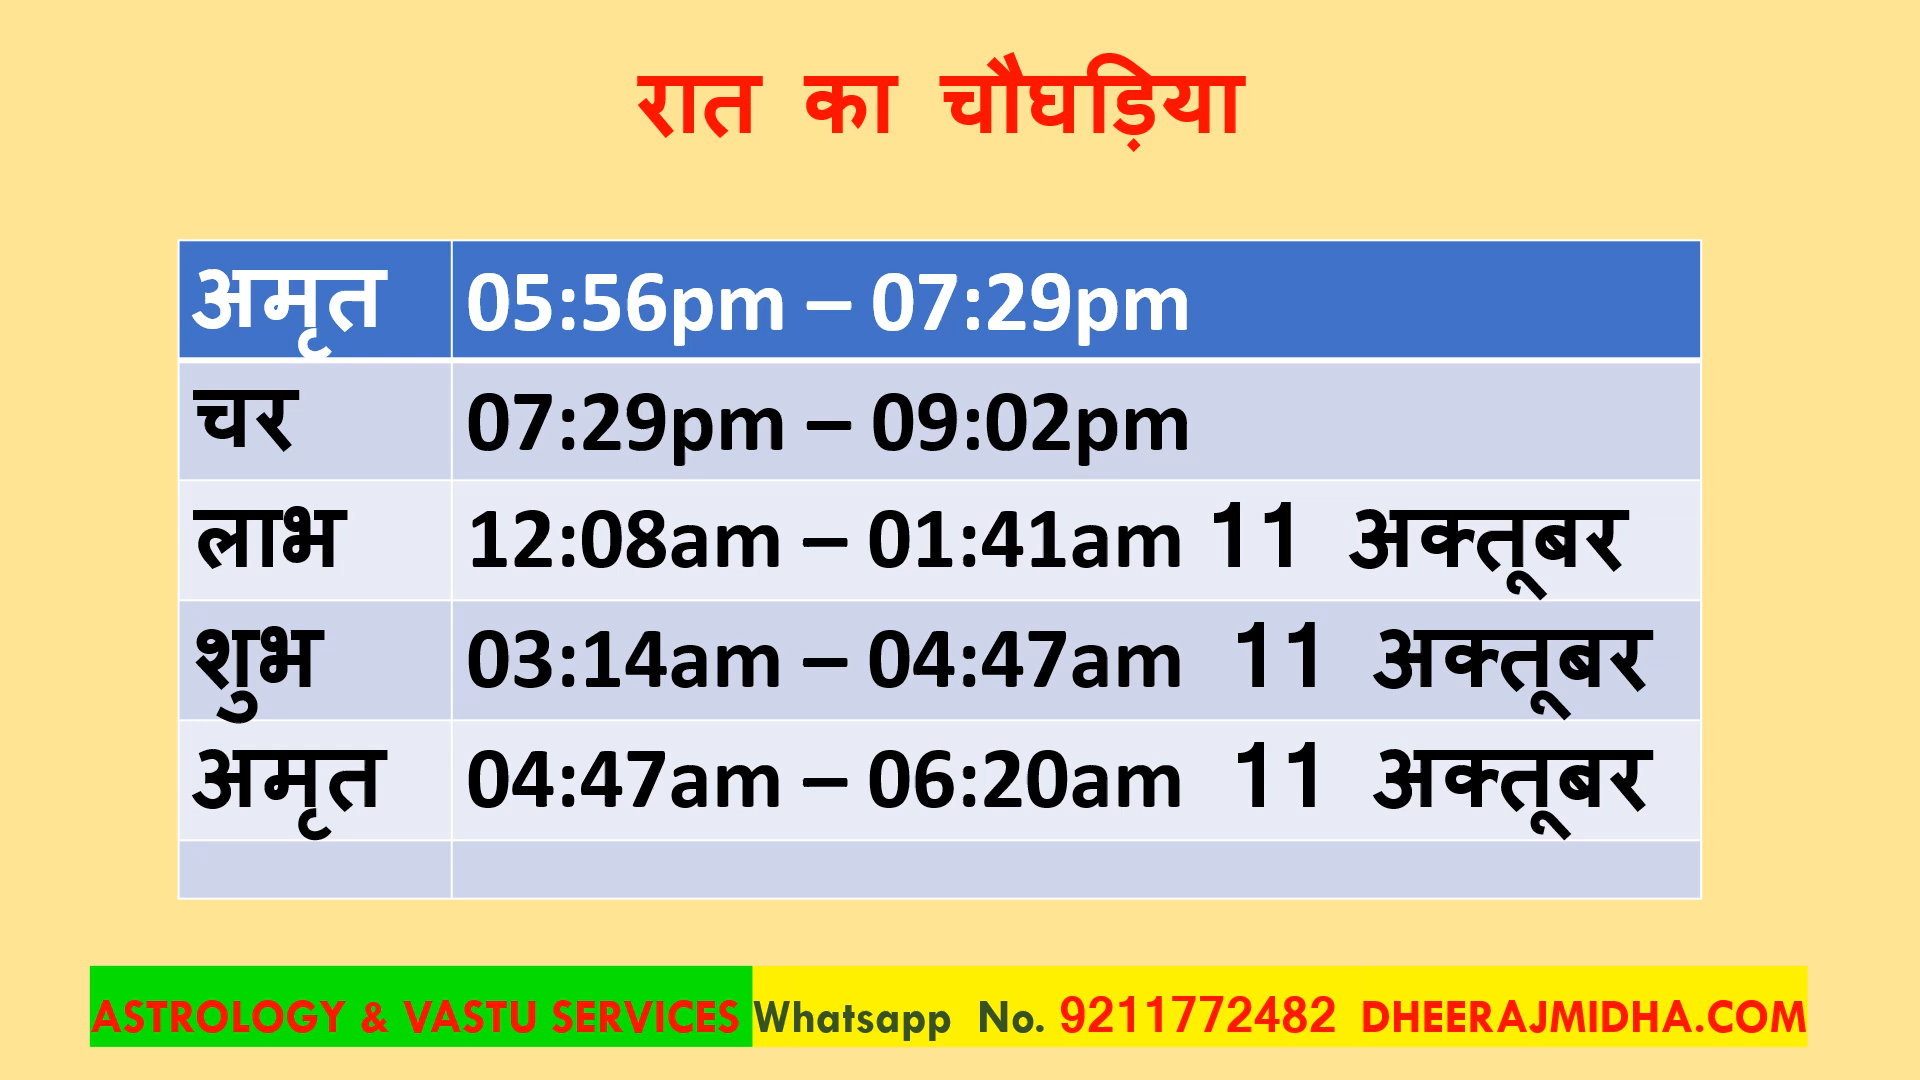 रात का चौघड़िया
अमृत 05:56pm – 07:29pm
चर 07:29pm – 09:02pm
लाभ 12:08am – 01:41am 11 अक्तूबर
शुभ 03:14am – 04:47am 11 अक्तूबर
अमृत 04:47am – 06:20am 11 अक्तूबर
ASTROLOGY & VASTU SERVICES Whatsapp No. 9211772482 DHEERAJMIDHA.COM